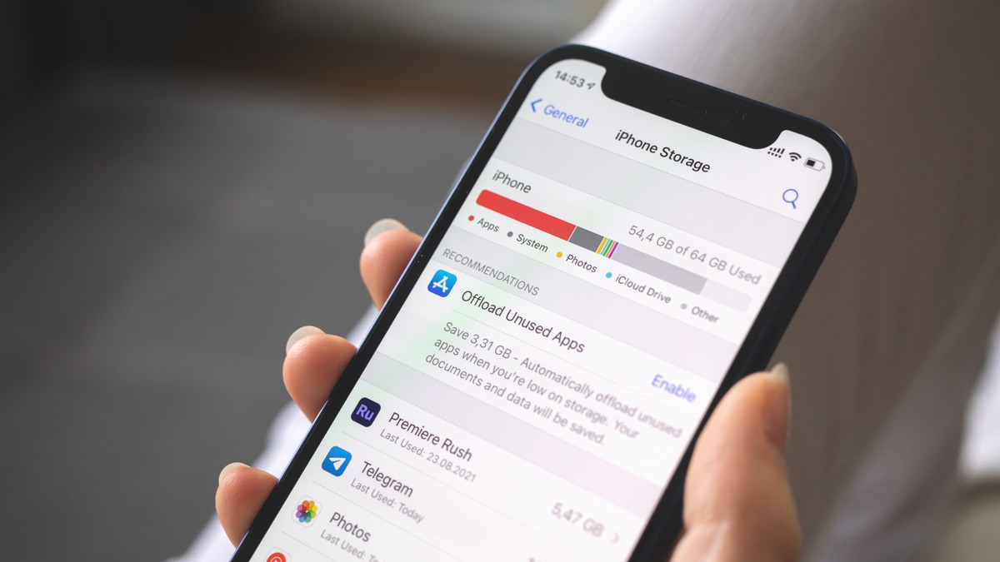 14:53
General
iPhone Storage
iPhone
54,4 GB of 64 GB Used
Apps
System
Photos
iCloud Drive
Other
RECOMMENDATIONS
Offload Unused Apps
Enable
Save 3,31 GB - Automatically offload unused
apps when you're low on storage. Your
documents and data will be saved.
Ru
Premiere Rush
Last Used: 23.08.2021
5,47 GB
Telegram
Last Used: Today
Photos
Last Used: